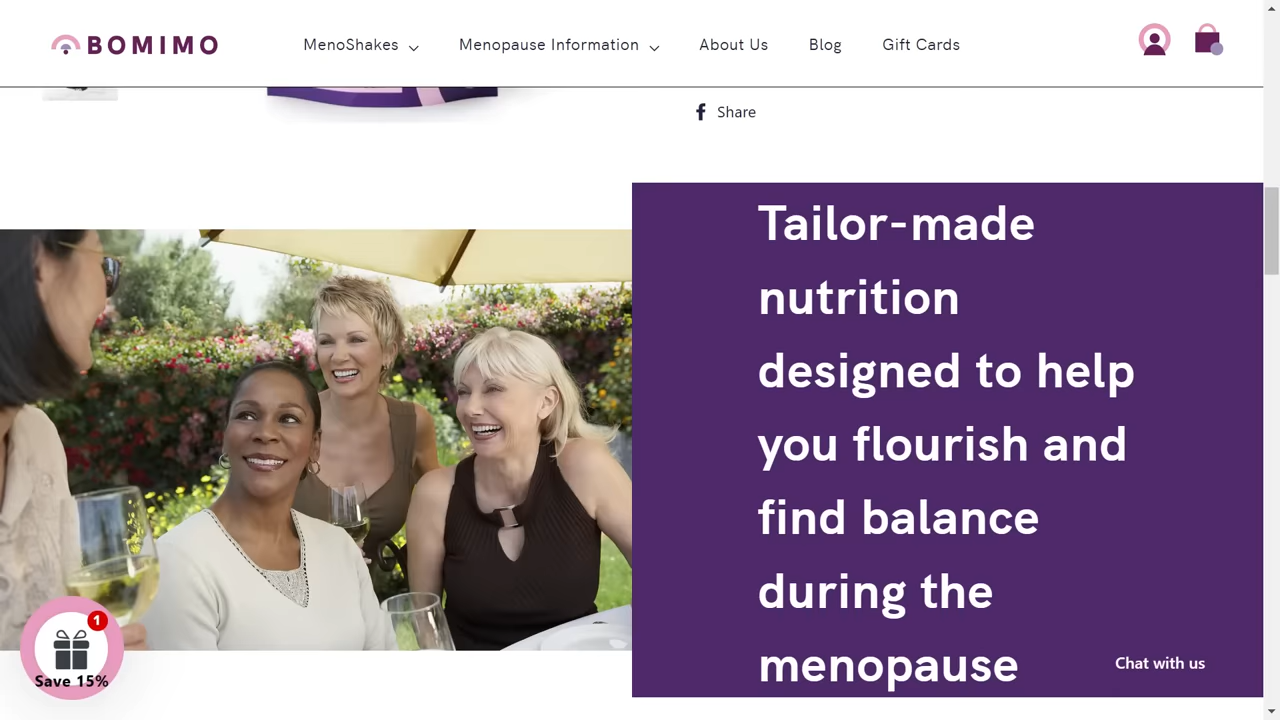 BOMIMO
MenoShakes
Menopause Information
About Us
Blog
Gift Cards
Share
Tailor-made
nutrition
designed to help
you flourish and
find balance
during the
menopause
1
Save 15%
Chat with us